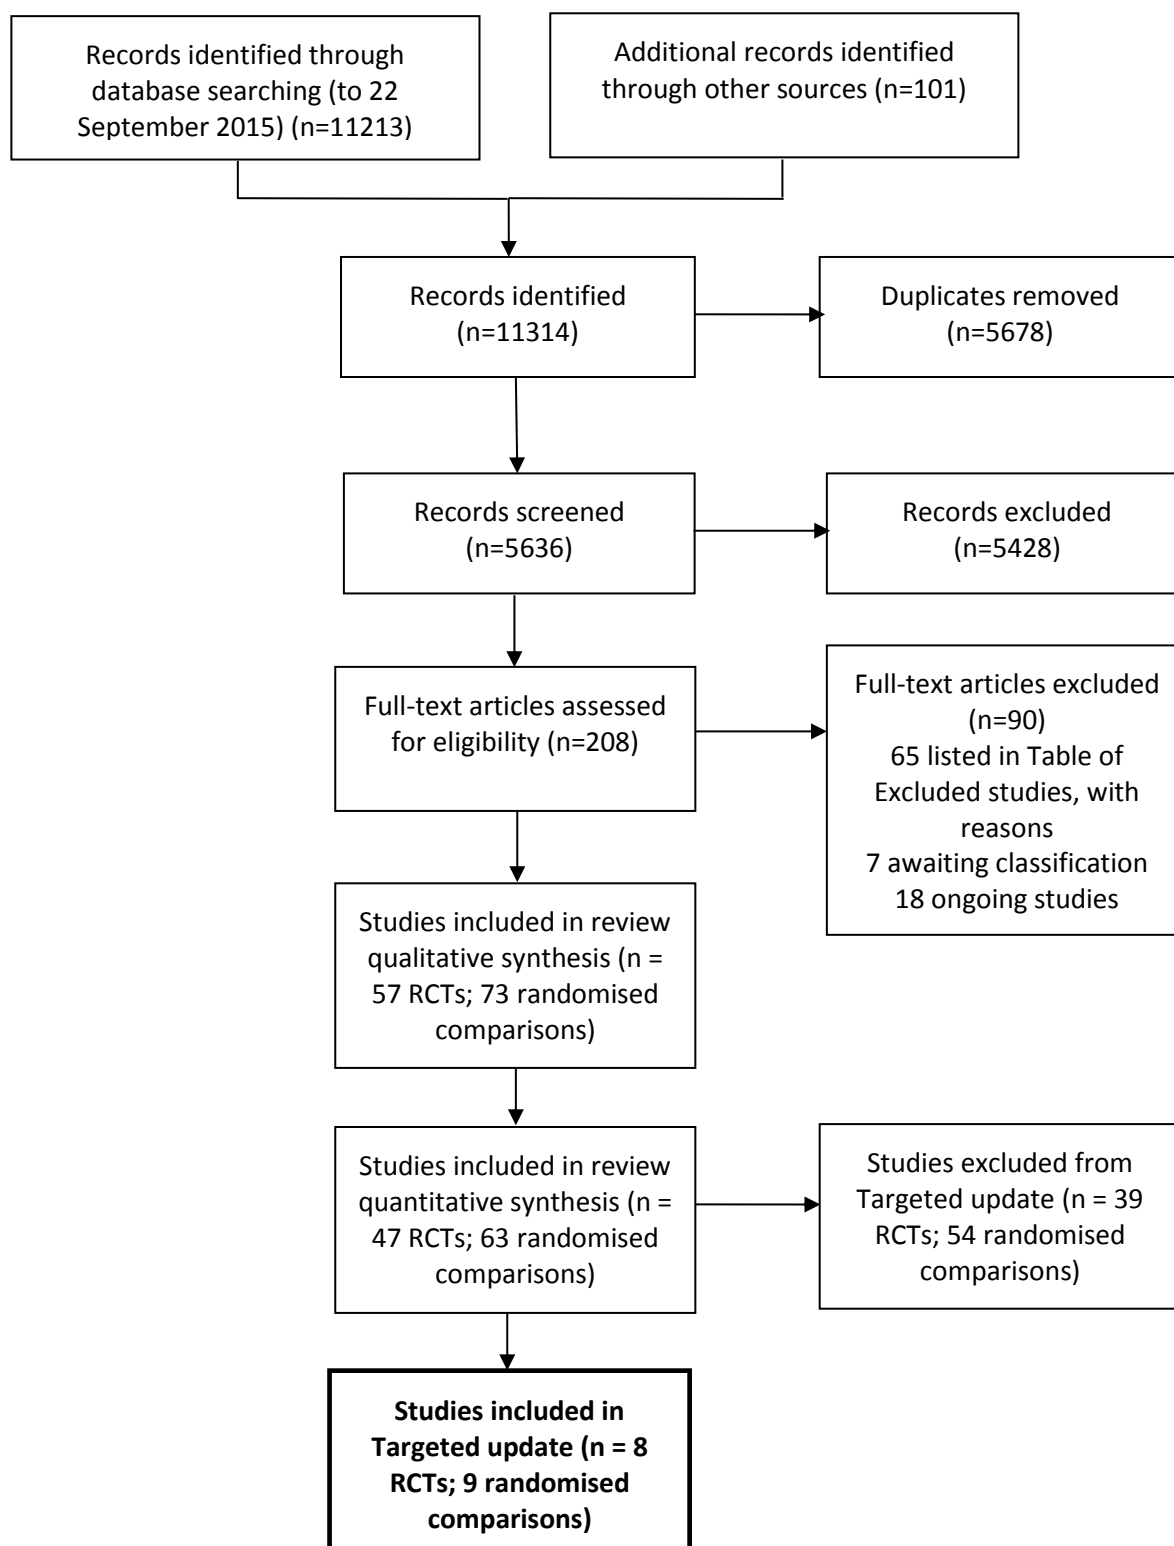 Records identified through
database searching (to 22
September 2015) (n=11213)
Additional records identified
through other sources (n=101)
Records identified
(n=11314)
Duplicates removed
(n=5678)
Records screened
(n=5636)
Records excluded
(n=5428)
Full-text articles assessed
for eligibility (n=208)
Full-text articles excluded
(n=90)
65 listed in Table of
Excluded studies, with
reasons
7 awaiting classification
18 ongoing studies
Studies included in review
qualitative synthesis (n =
57 RCTs; 73 randomised
comparisons)
Studies included in review
quantitative synthesis (n =
47 RCTs; 63 randomised
comparisons)
Studies excluded from
Targeted update (n = 39
RCTs; 54 randomised
comparisons)
Studies included in
Targeted update (n = 8
RCTs; 9 randomised
comparisons)